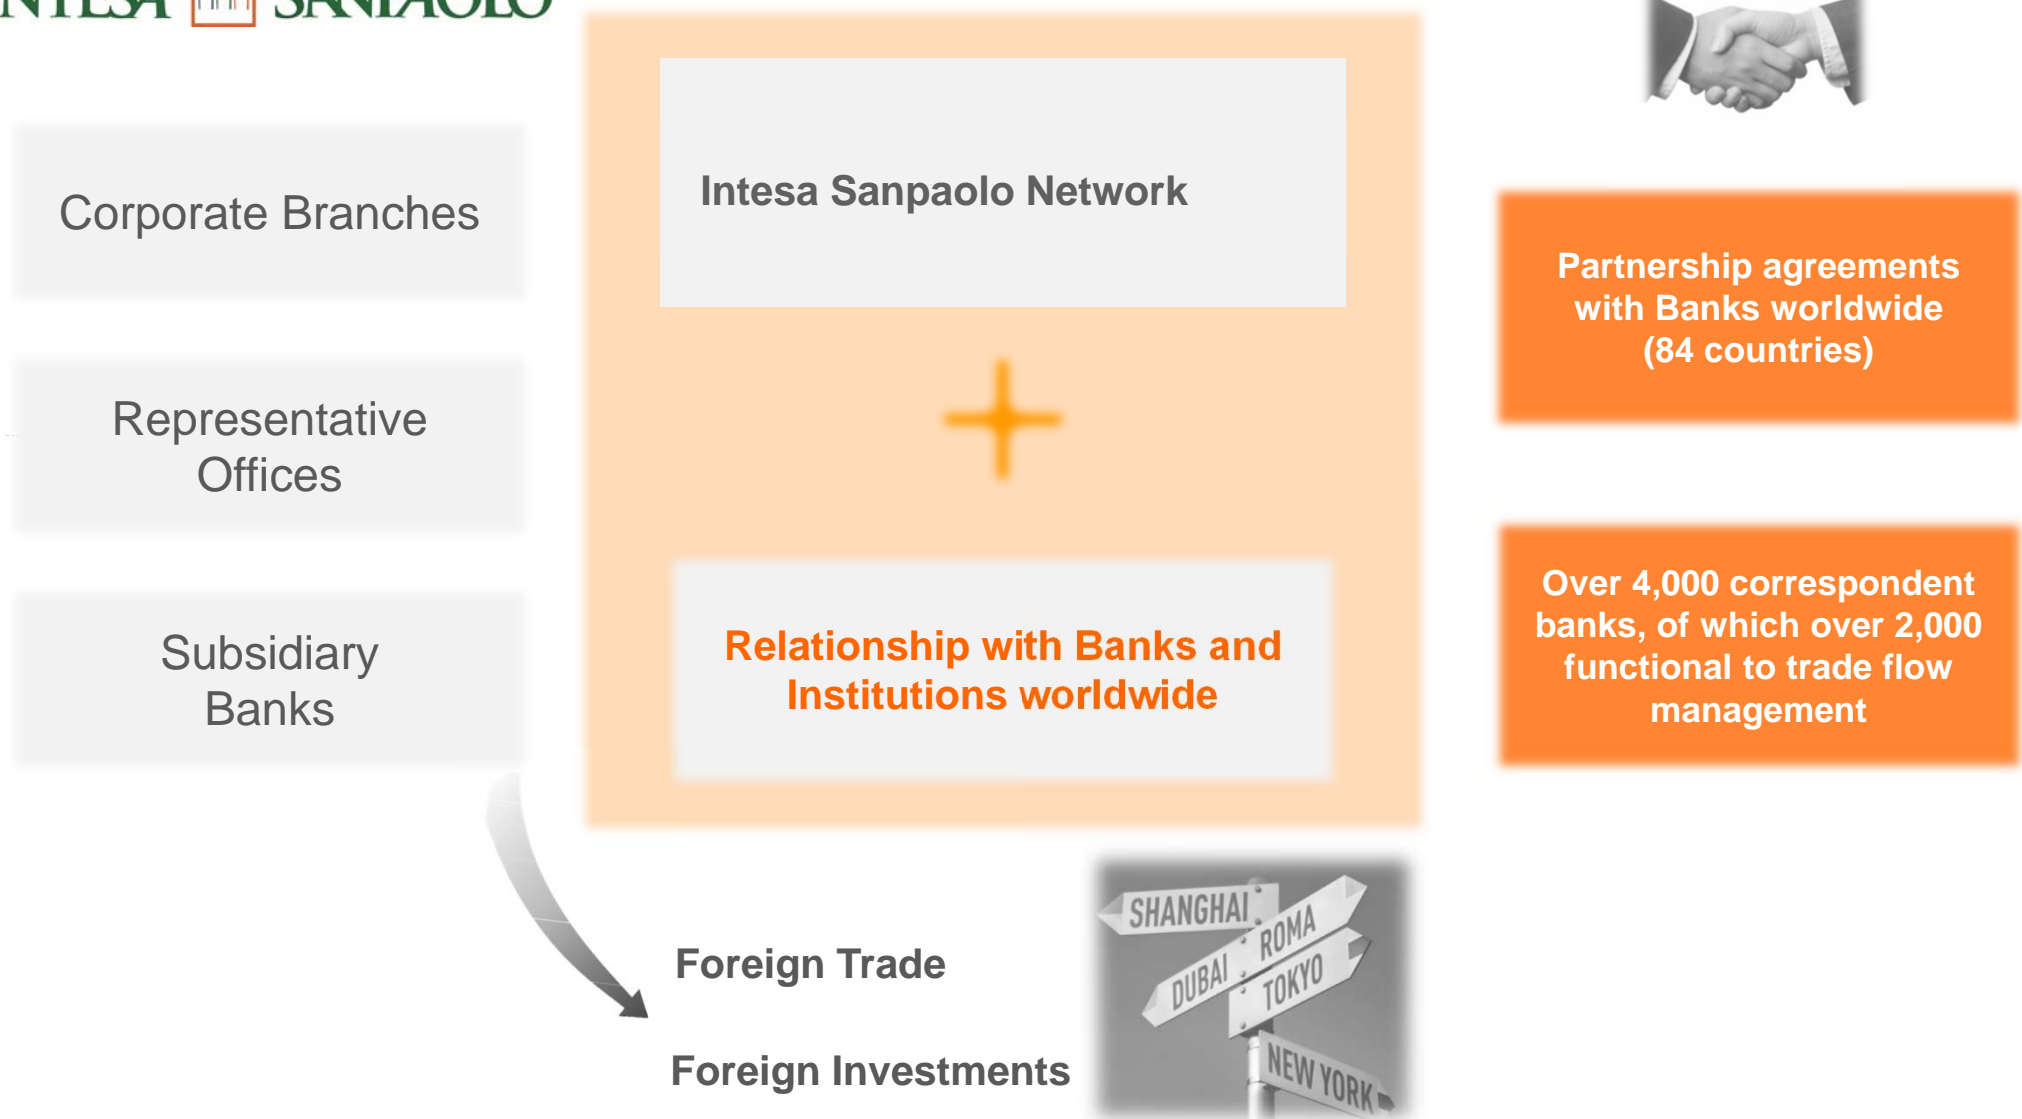 INTESA SANPAOLO
Corporate Branches
Representative
Offices
Subsidiary
Banks
Intesa Sanpaolo Network
Relationship with Banks and
Institutions worldwide
Partnership agreements
with Banks worldwide
(84 countries)
Over 4,000 correspondent
banks, of which over 2,000
functional to trade flow
management
Foreign Trade
Foreign Investments
SHANGHAI
ROMA
DUBAI
TOKYO
NEW YORK